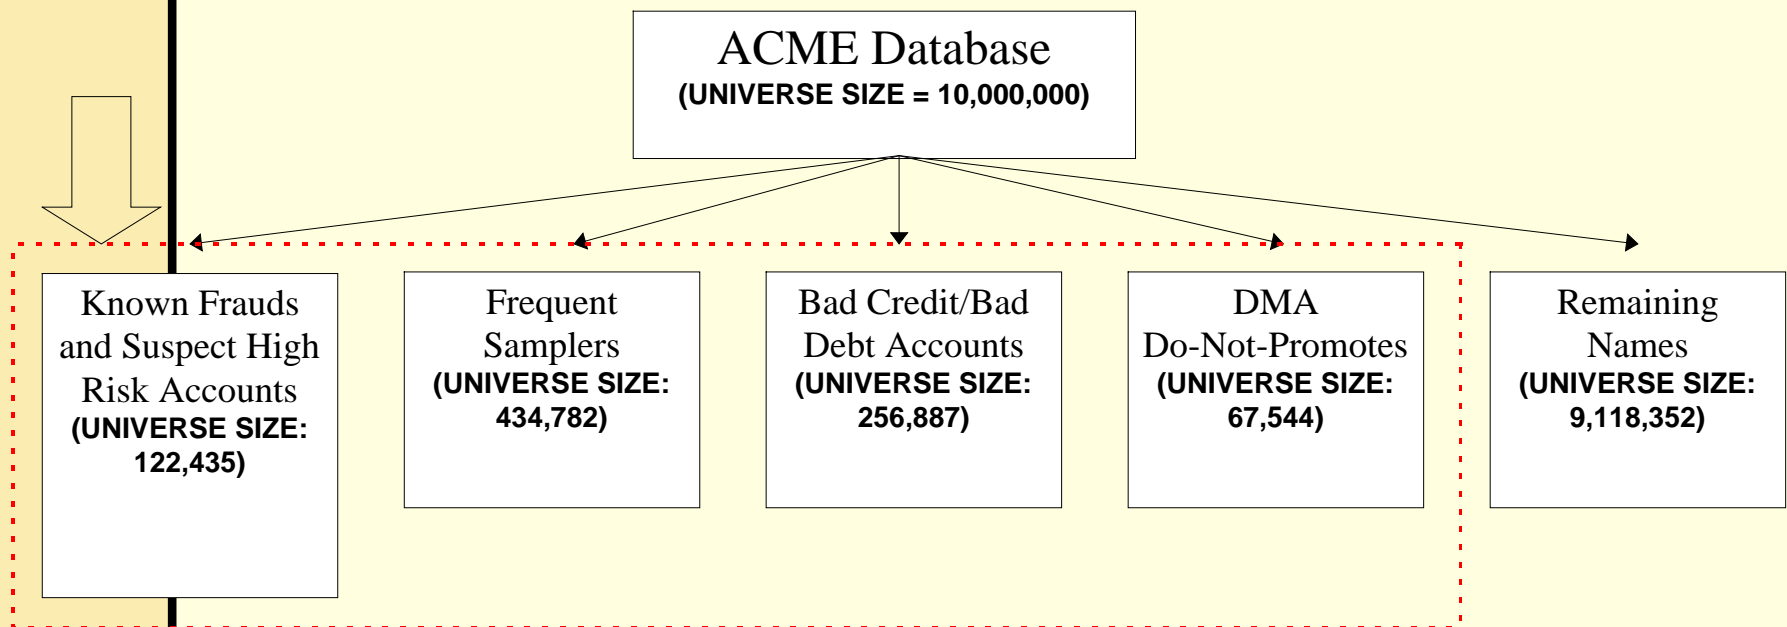 ACME Database
(UNIVERSE SIZE = 10,000,000)
Known Frauds
and Suspect High
Risk Accounts
(UNIVERSE SIZE:
122,435)
Frequent
Samplers
(UNIVERSE SIZE:
434,782)
Bad Credit/Bad
Debt Accounts
(UNIVERSE SIZE:
256,887)
DMA
Do-Not-Promotes
(UNIVERSE SIZE:
67,544)
Remaining
Names
(UNIVERSE SIZE:
9,118,352)